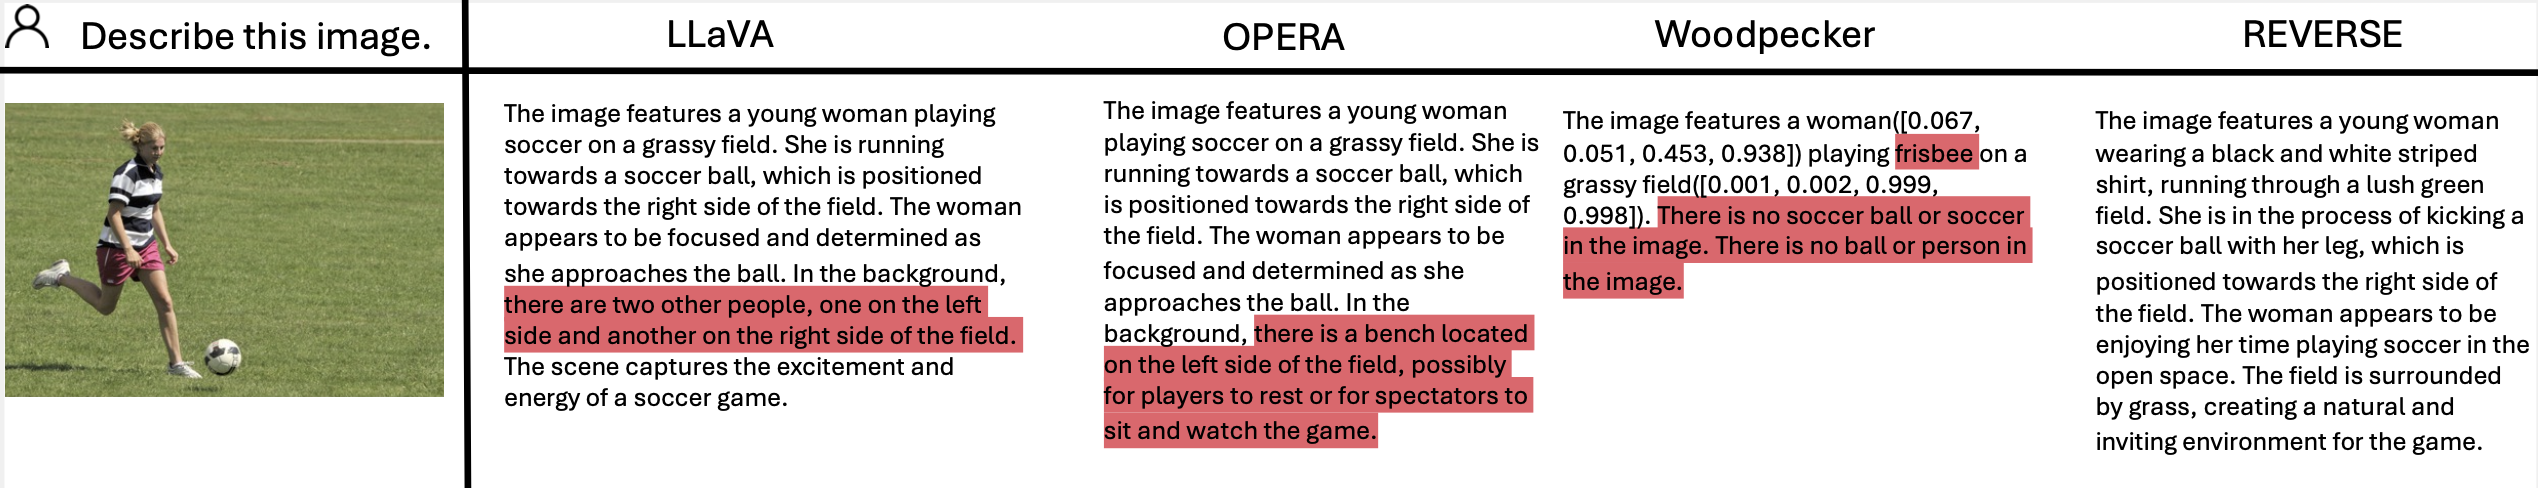 Describe this image.
LLaVA
OPERA
Woodpecker
REVERSE
The image features a young woman playing
soccer on a grassy field. She is running
towards a soccer ball, which is positioned
towards the right side of the field. The woman
appears to be focused and determined as
she approaches the ball. In the background,
there are two other people, one on the left
side and another on the right side of the field.
The scene captures the excitement and
energy of a soccer game.
The image features a young woman
playing soccer on a grassy field. She is
running towards a soccer ball, which
is positioned towards the right side of
the field. The woman appears to be
focused and determined as she
approaches the ball. In the
background, there is a bench located
on the left side of the field, possibly
for players to rest or for spectators to
sit and watch the game.
The image features a woman([0.067,
0.051, 0.453, 0.938]) playing frisbee on a
grassy field([0.001, 0.002, 0.999,
0.998]). There is no soccer ball or soccer
in the image. There is no ball or person in
the image.
The image features a young woman
wearing a black and white striped
shirt, running through a lush green
field. She is in the process of kicking a
soccer ball with her leg, which is
positioned towards the right side of
the field. The woman appears to be
enjoying her time playing soccer in the
open space. The field is surrounded
by grass, creating a natural and
inviting environment for the game.